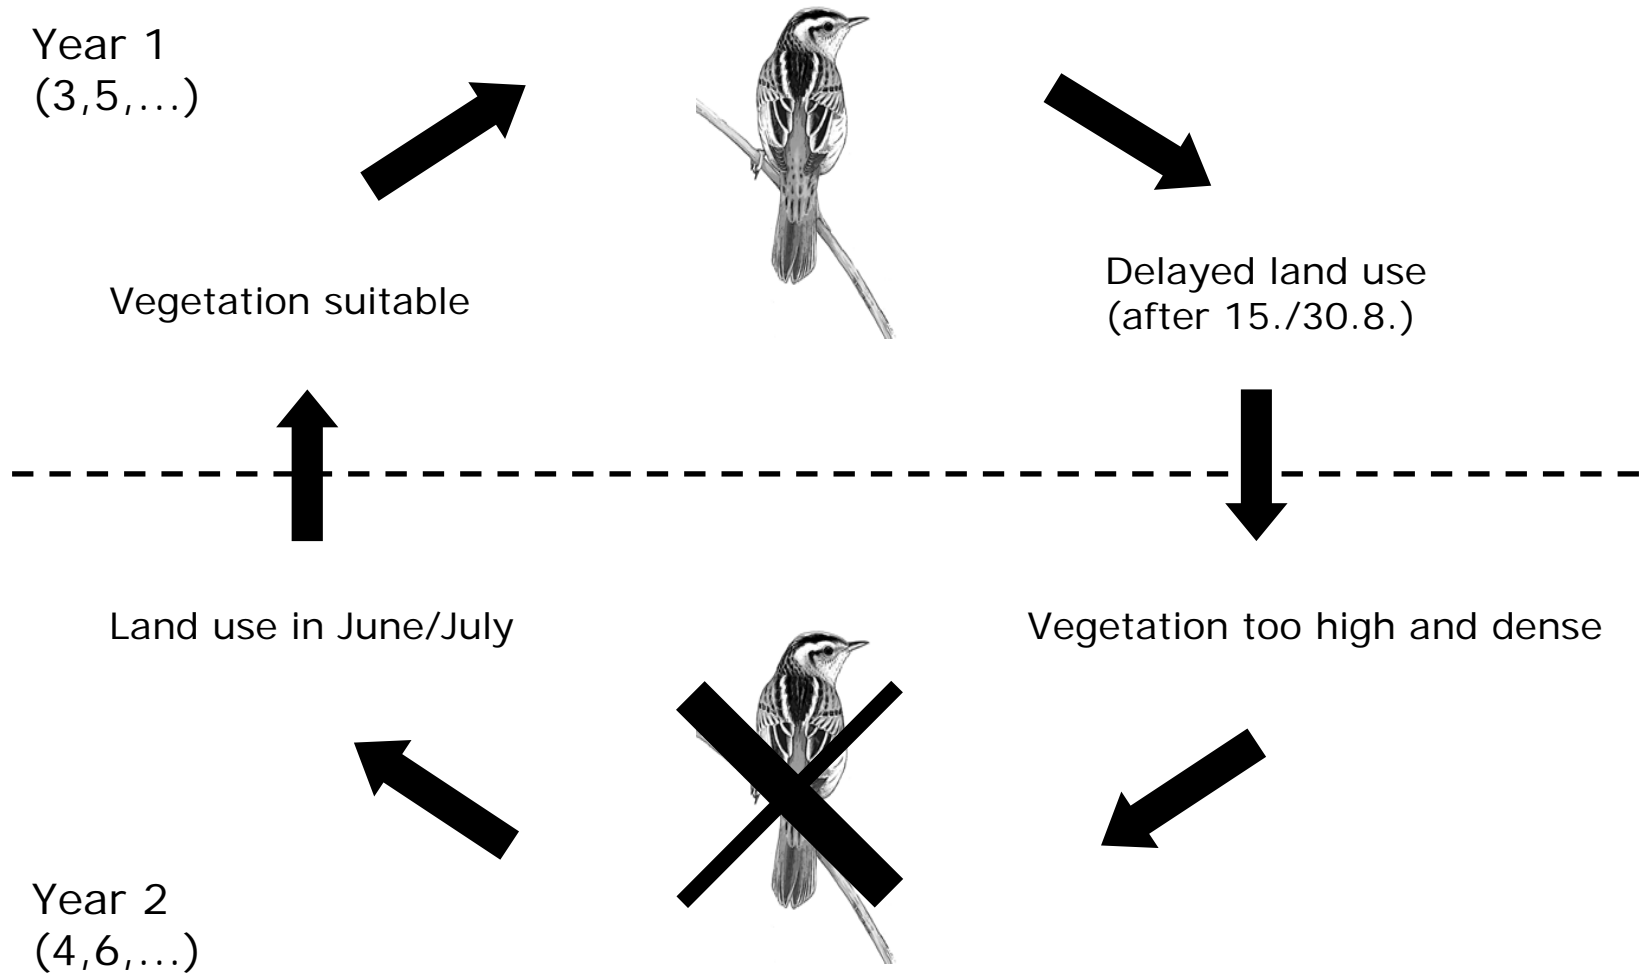 Year 1
(3,5,...)
Vegetation suitable
Delayed land use
(after 15./30.8.)
Land use in June/July
Vegetation too high and dense
Year 2
(4,6,...)